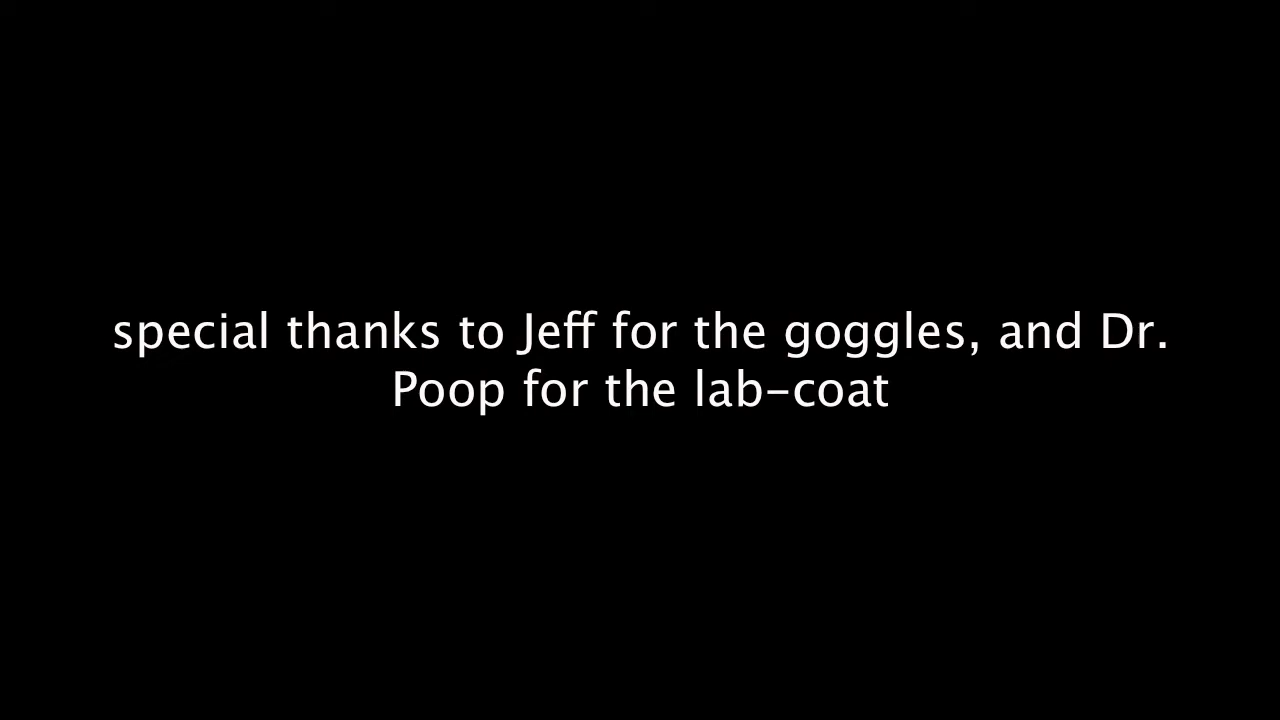 special thanks to Jeff for the goggles, and Dr.
Poop for the lab-coat